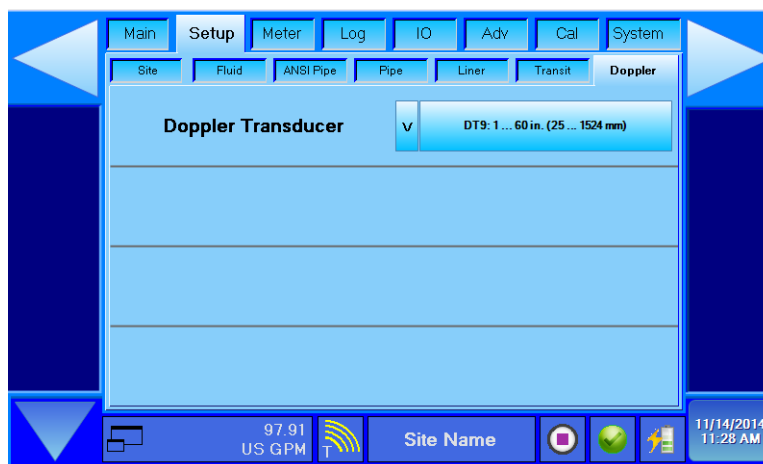 Main Setup Meter Log IO Adv Cal System
Site Fluid ANSI Pipe Pipe Liner Transit Doppler
Doppler Transducer v DT9: 1 ... 60 in. (25 ... 1524 mm)
97.91
US GPM T Site Name
11/14/2014
11:28 AM